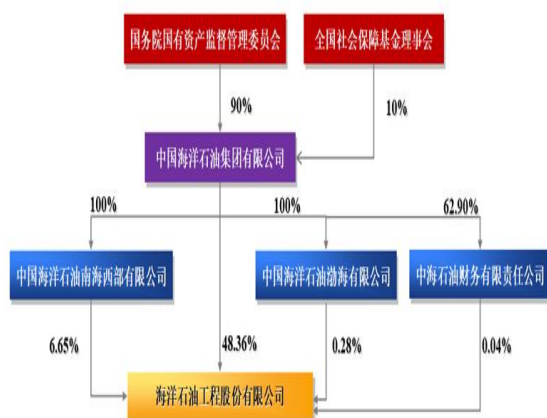 国务院国有资产监督管理委员会
全国社会保障基金理事会
90%
10%
中国海洋石油集团有限公司
100%
100%
62.90%
中国海洋石油南海西部有限公司
中国海洋石油渤海有限公司
中海石油财务有限责任公司
6.65%
48.36%
0.28%
0.04%
海洋石油工程股份有限公司